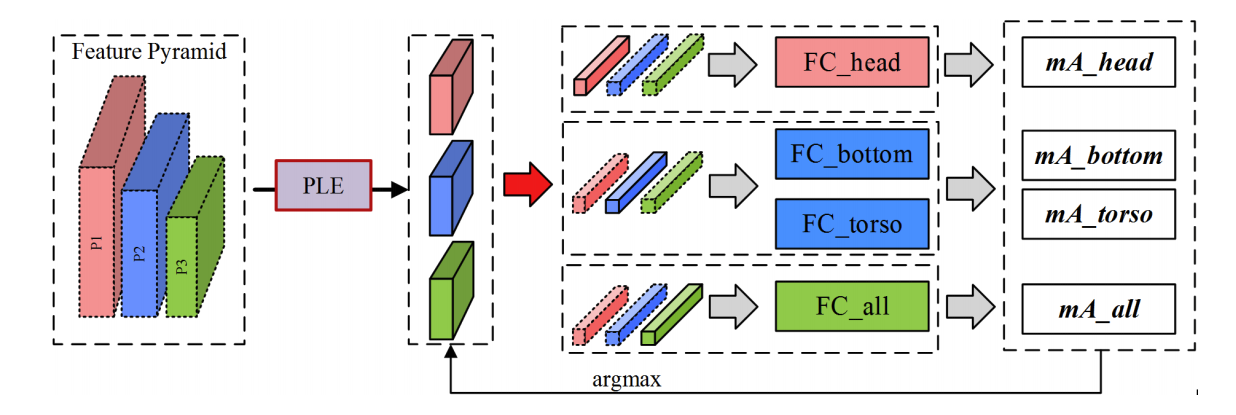 Feature Pyramid
P1
P2
P3
PLE
FC_head
mA_head
FC_bottom
FC_torso
mA_bottom
mA_torso
FC_all
mA_all
argmax